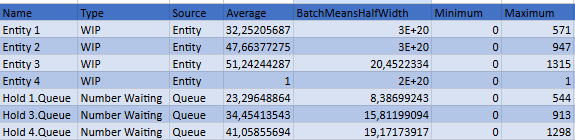 Name Type Source Average BatchMeansHalfWidth Minimum Maximum
Entity 1 WIP Entity 32,25205687 3E+20 0 571
Entity 2 WIP Entity 47,66377275 3E+20 0 947
Entity 3 WIP Entity 51,24244287 20,4522334 0 1315
Entity 4 WIP Entity 1 2E+20 0 1
Hold 1.Queue Number Waiting Queue 23,29648864 8,38699243 0 544
Hold 3.Queue Number Waiting Queue 34,45413543 15,81199094 0 913
Hold 4.Queue Number Waiting Queue 41,05855694 19,17173917 0 1298